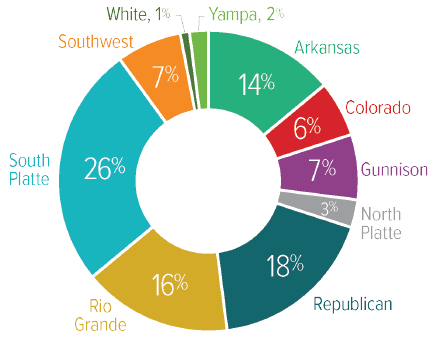 White, 1%
Yampa, 2%
Southwest
7%
Arkansas
14%
Colorado
6%
Gunnison
7%
North
Platte
3%
Republican
18%
Rio
Grande
16%
South
Platte
26%